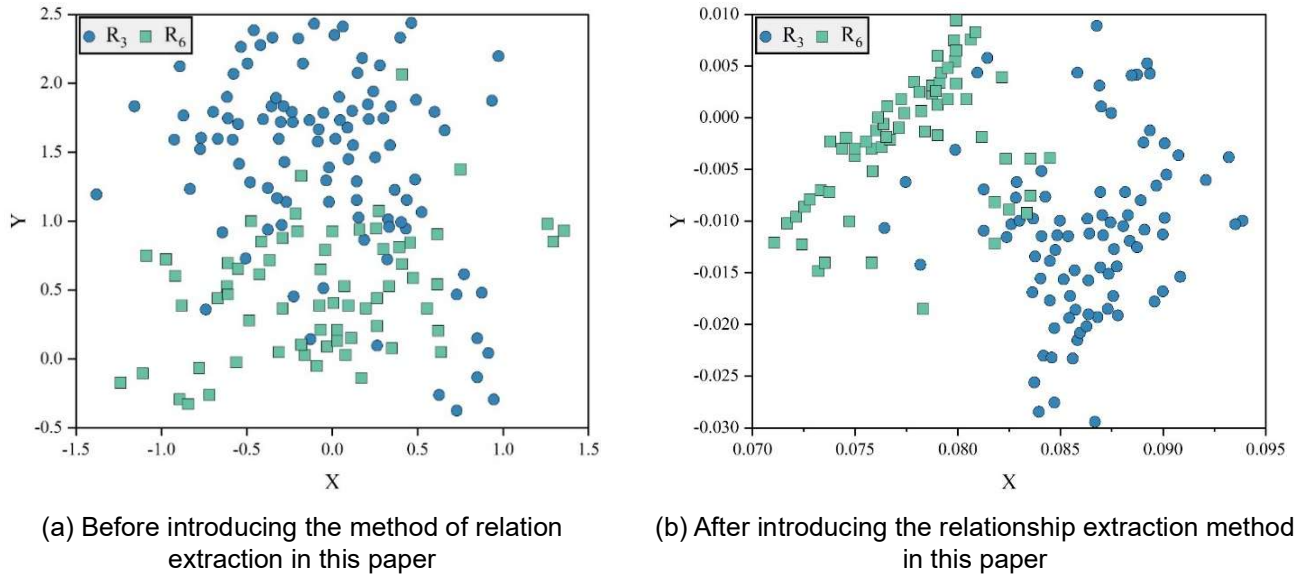 R3 R6
2.5
2.0
1.5
1.0
0.5
0.0
-0.5
Y
-1.5 -1.0 -0.5 0.0 0.5 1.0 1.5
X
(a) Before introducing the method of relation
extraction in this paper
R3 R6
0.010
0.005
0.000
-0.005
-0.010
-0.015
-0.020
-0.025
-0.030
Y
0.070 0.075 0.080 0.085 0.090 0.095
X
(b) After introducing the relationship extraction method
in this paper